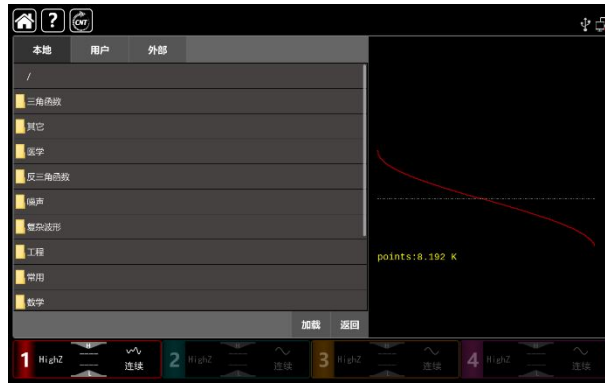 ? CNT
本地 用户 外部
/
三角函数
其它
医学
反三角函数
噪声
复杂波形
工程
常用
数学
points:8.192 K
加载 返回
1 HighZ H L 连续 2 HighZ H L 连续 3 HighZ H L 连续 4 HighZ H L 连续